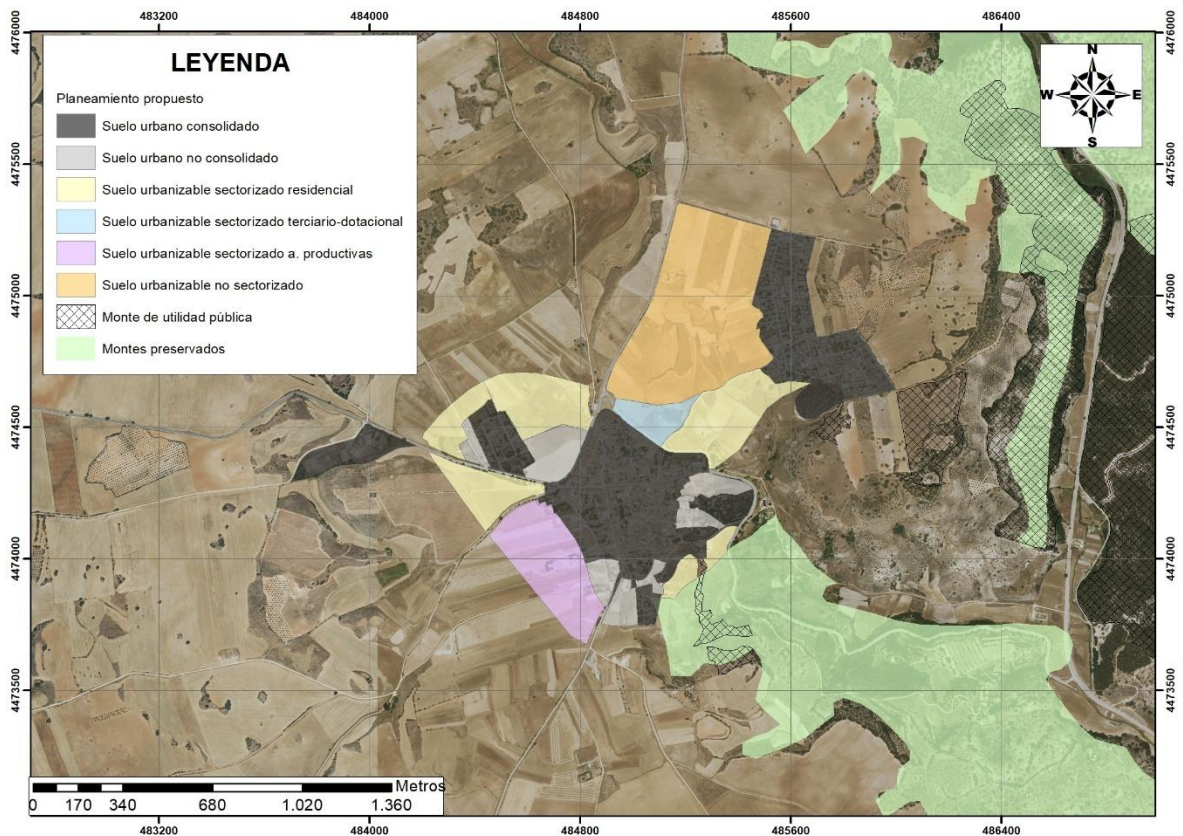 483200 484000 484800 485600 486400
4476000 4476000
LEYENDA
Planeamiento propuesto
Suelo urbano consolidado
Suelo urbano no consolidado
Suelo urbanizable sectorizado residencial
Suelo urbanizable sectorizado terciario-dotacional
Suelo urbanizable sectorizado a. productivas
Suelo urbanizable no sectorizado
Monte de utilidad pública
Montes preservados
N
W E
S
4475500 4475500
4475000 4475000
4474500 4474500
4474000 4474000
4473500 4473500
Metros
0 170 340 680 1.020 1.360
483200 484000 484800 485600 486400